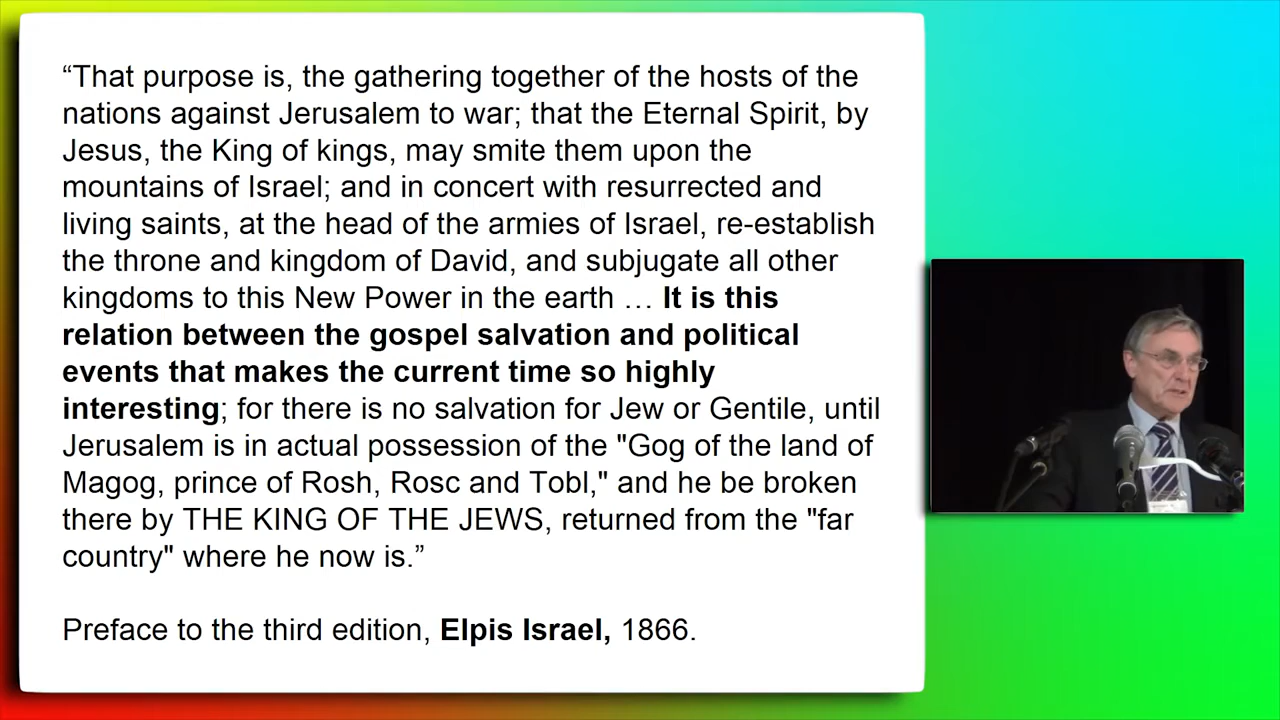 “That purpose is, the gathering together of the hosts of the
nations against Jerusalem to war; that the Eternal Spirit, by
Jesus, the King of kings, may smite them upon the
mountains of Israel; and in concert with resurrected and
living saints, at the head of the armies of Israel, re-establish
the throne and kingdom of David, and subjugate all other
kingdoms to this New Power in the earth … It is this
relation between the gospel salvation and political
events that makes the current time so highly
interesting; for there is no salvation for Jew or Gentile, until
Jerusalem is in actual possession of the "Gog of the land of
Magog, prince of Rosh, Rosc and Tobl," and he be broken
there by THE KING OF THE JEWS, returned from the "far
country" where he now is.”
Preface to the third edition, Elpis Israel, 1866.